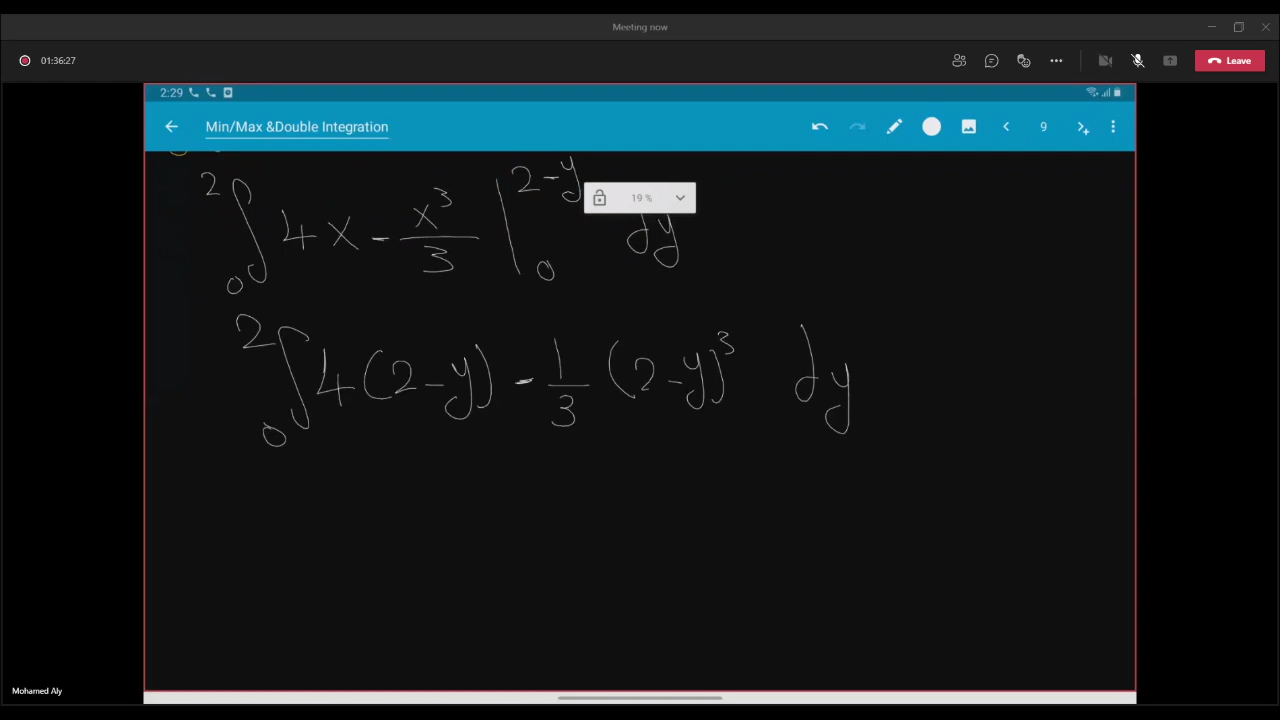 Meeting now
01:36:27
Leave
2:29
Min/Max &Double Integration
9
19 %
∫₀² 4x - x³/3 |₀^(2-y) dy
∫₀² 4(2-y) - 1/3 (2-y)³ dy
Mohamed Aly